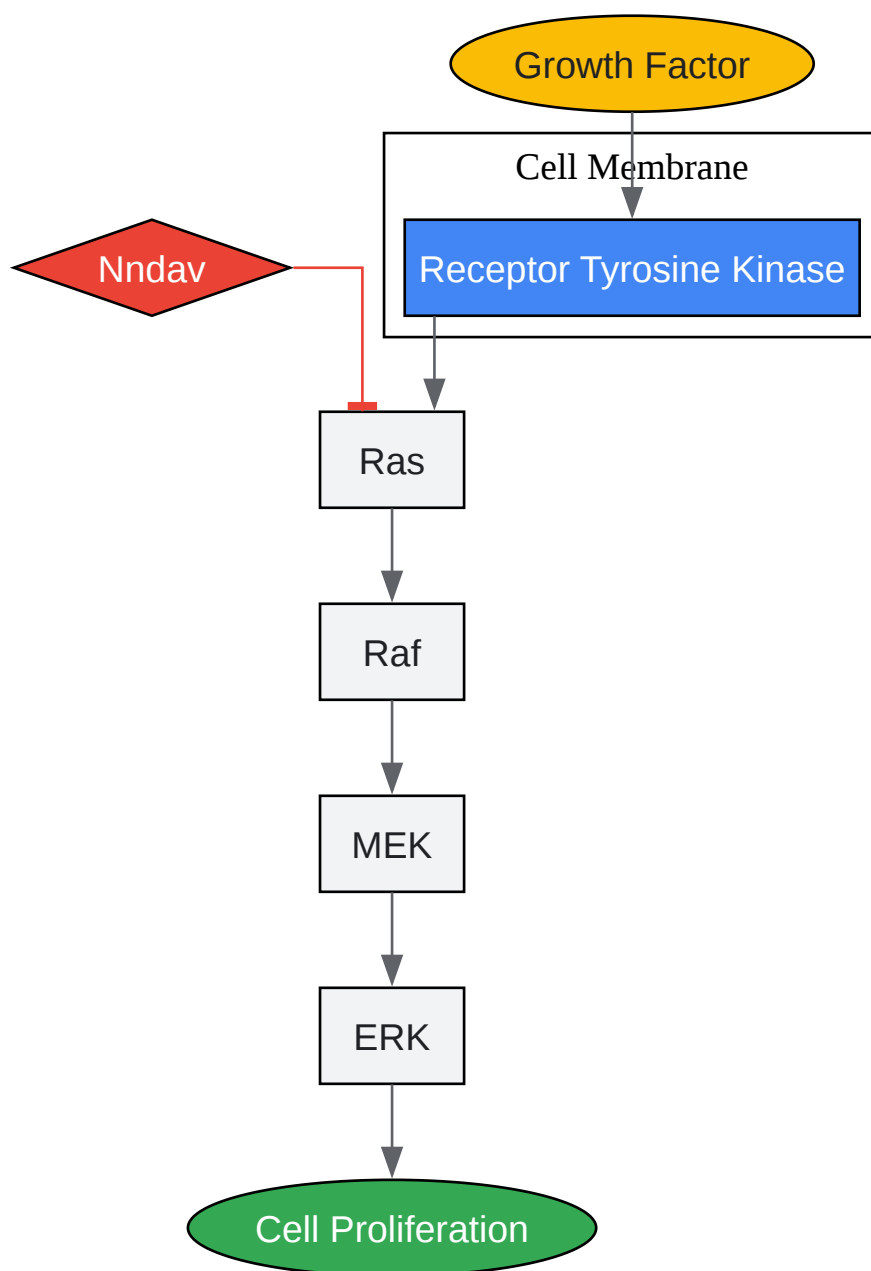 Growth Factor
Cell Membrane
Nndav
Receptor Tyrosine Kinase
Ras
Raf
MEK
ERK
Cell Proliferation